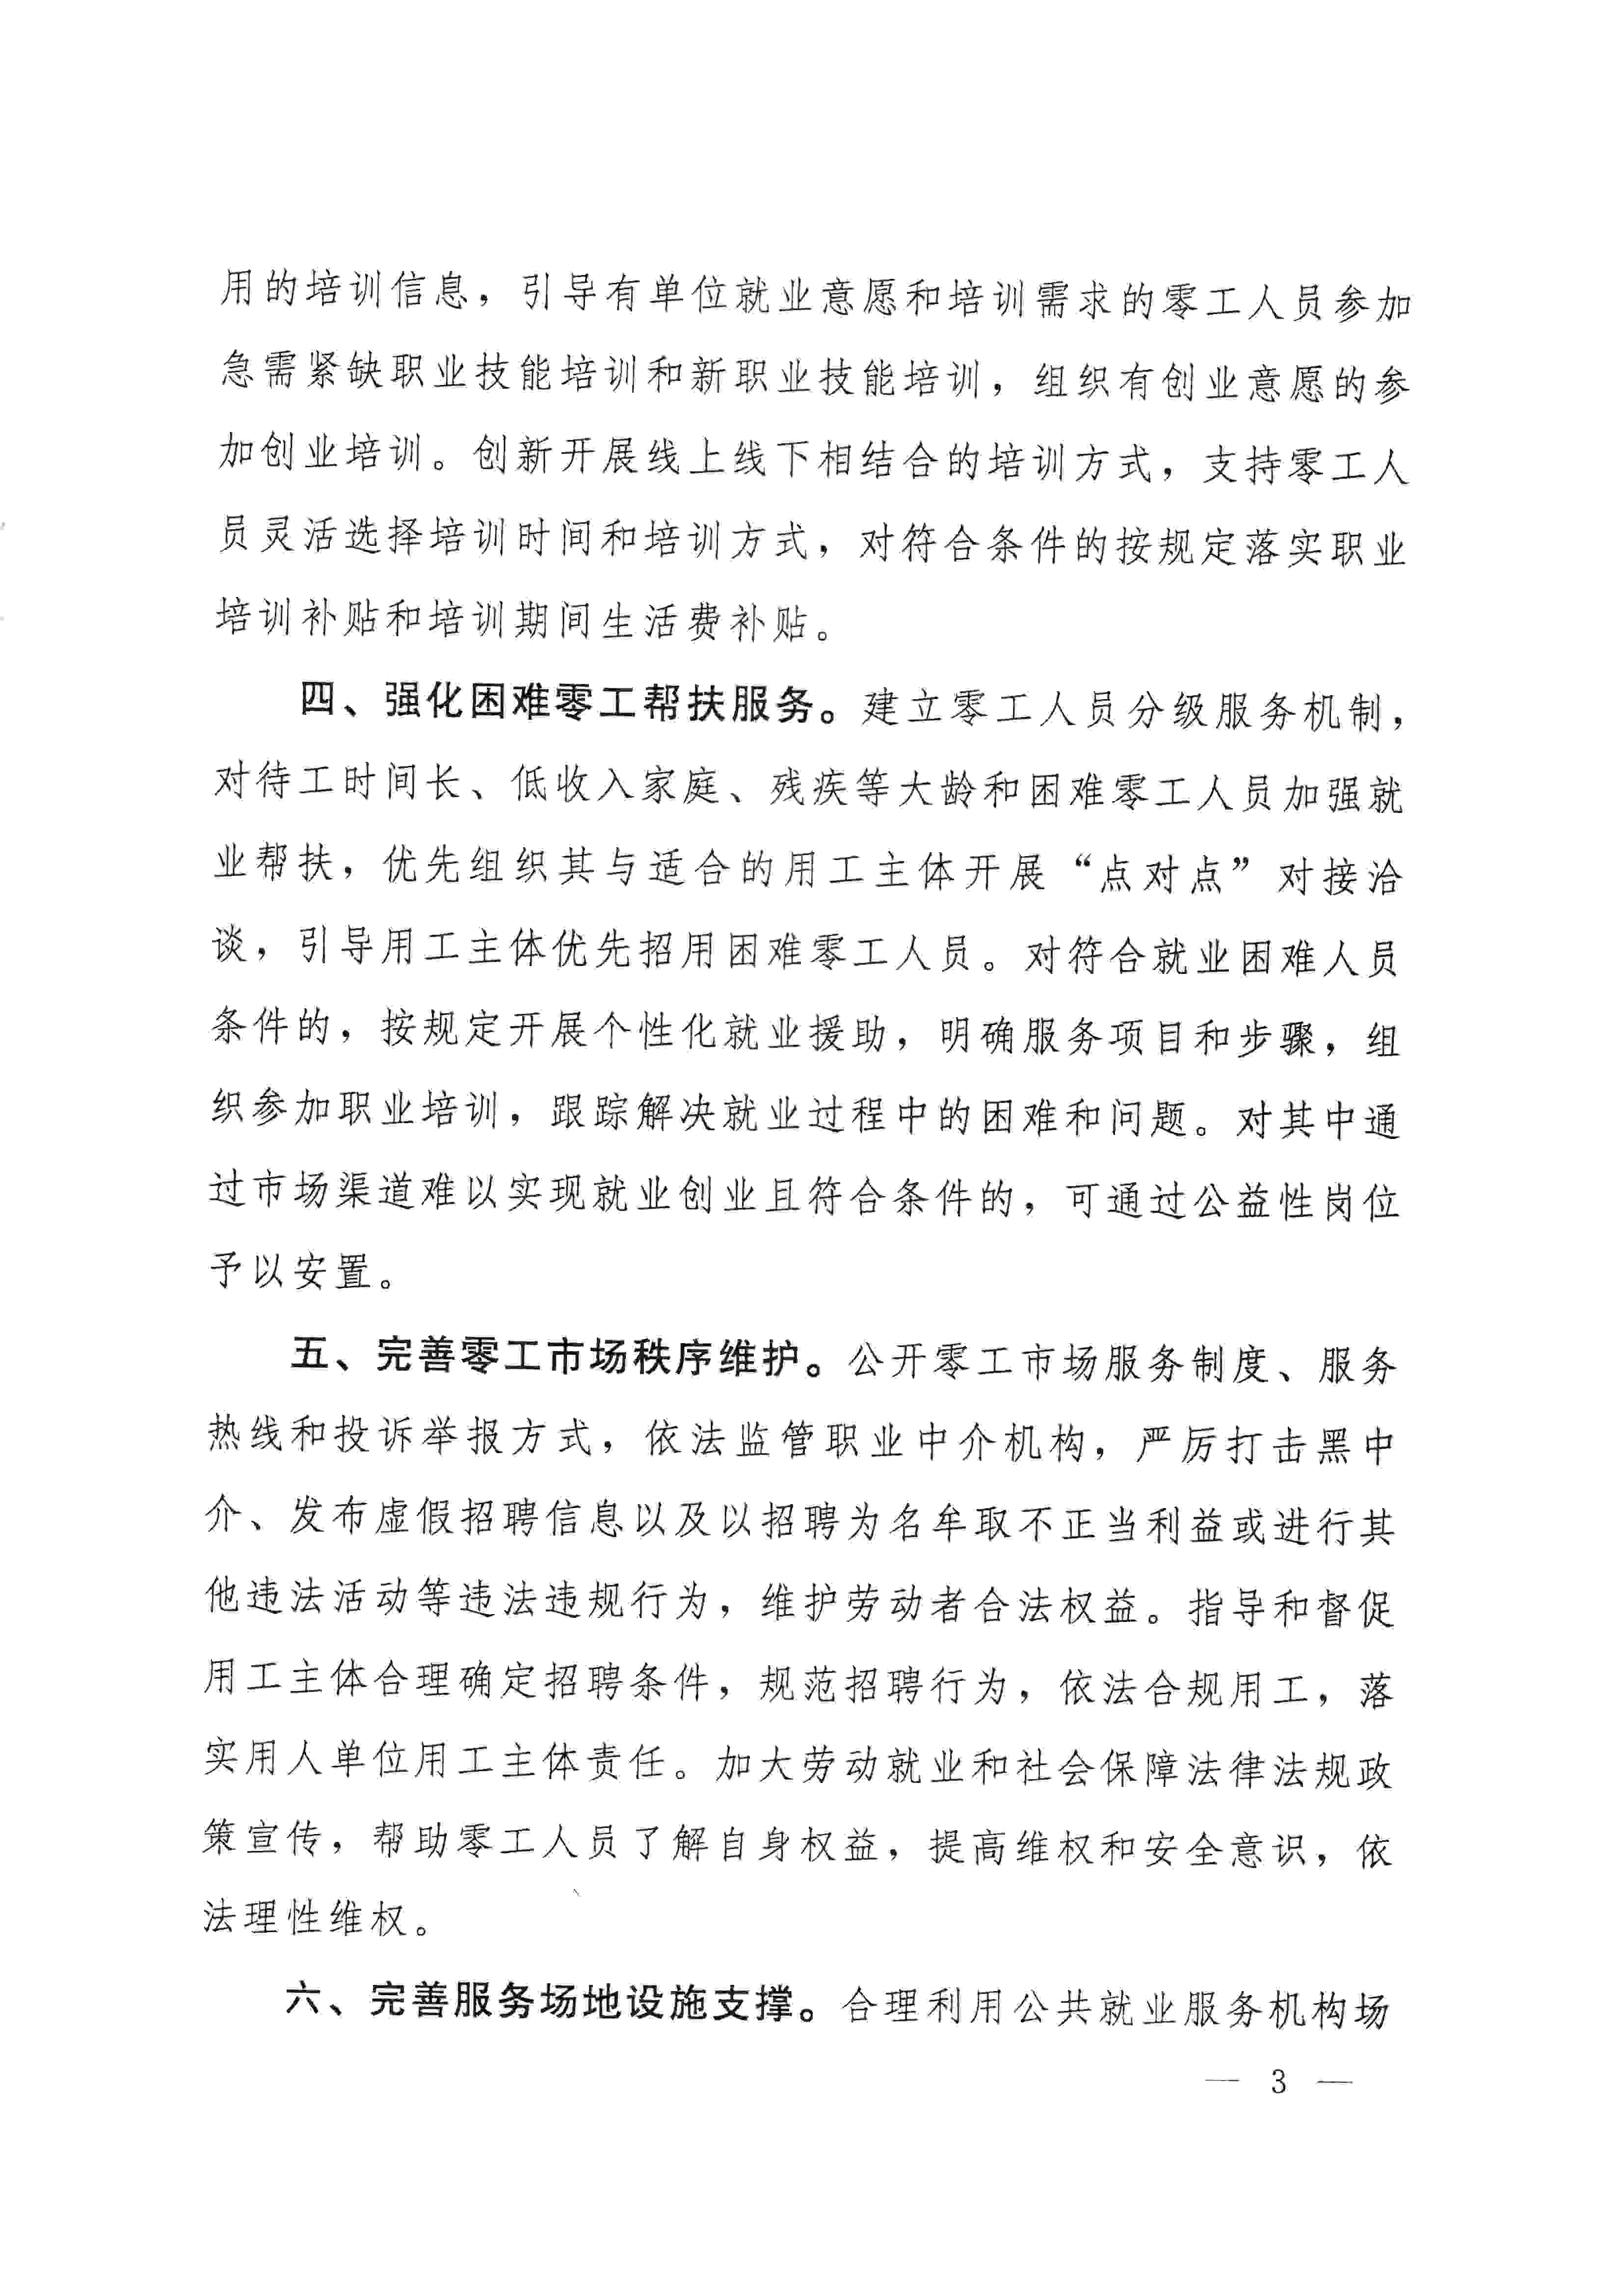 用的培训信息，引导有单位就业意愿和培训需求的零工人员参加
急需紧缺职业技能培训和新职业技能培训，组织有创业意愿的参
加创业培训。创新开展线上线下相结合的培训方式，支持零工人
员灵活选择培训时间和培训方式，对符合条件的按规定落实职业
培训补贴和培训期间生活费补贴。
四、强化困难零工帮扶服务。建立零工人员分级服务机制，
对待工时间长、低收入家庭、残疾等大龄和困难零工人员加强就
业帮扶，优先组织其与适合的用工主体开展“点对点”对接洽
谈，引导用工主体优先招用困难零工人员。对符合就业困难人员
条件的，按规定开展个性化就业援助，明确服务项目和步骤，组
织参加职业培训，跟踪解决就业过程中的困难和问题。对其中通
过市场渠道难以实现就业创业且符合条件的，可通过公益性岗位
予以安置。
五、完善零工市场秩序维护。公开零工市场服务制度、服务
热线和投诉举报方式，依法监管职业中介机构，严厉打击黑中
介、发布虚假招聘信息以及以招聘为名牟取不正当利益或进行其
他违法活动等违法违规行为，维护劳动者合法权益。指导和督促
用工主体合理确定招聘条件，规范招聘行为，依法合规用工，落
实用人单位用工主体责任。加大劳动就业和社会保障法律法规政
策宣传，帮助零工人员了解自身权益，提高维权和安全意识，依
法理性维权。
六、完善服务场地设施支撑。合理利用公共就业服务机构场
— 3 —